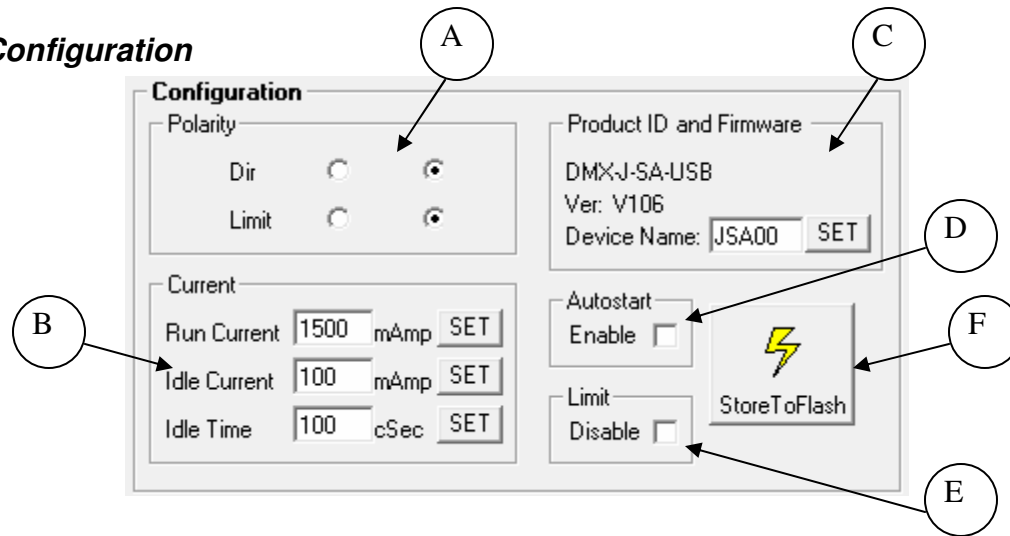 Configuration
A
C
Configuration
Polarity
Dir
Limit
Product ID and Firmware
DMX-J-SA-USB
Ver: V106
Device Name: JSA00 SET
D
B
Current
Run Current 1500 mAmp SET
Idle Current 100 mAmp SET
Idle Time 100 cSec SET
Autostart
Enable
Limit
Disable
StoreToFlash
F
E